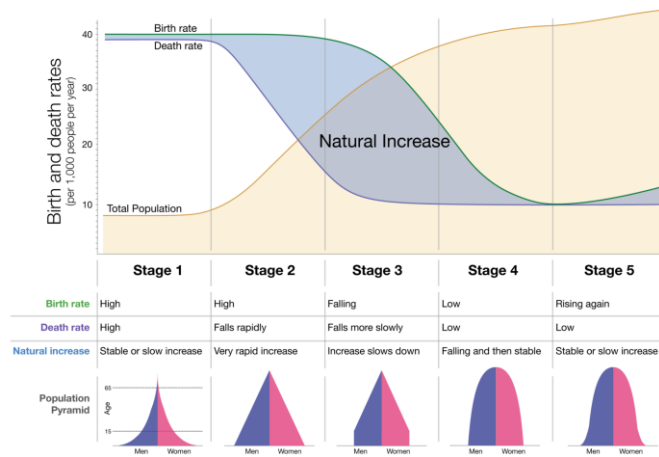 Birth and death rates
(per 1,000 people per year)
40
30
20
10
Birth rate
Death rate
Natural Increase
Total Population
Stage 1 Stage 2 Stage 3 Stage 4 Stage 5
Birth rate High High Falling Low Rising again
Death rate High Falls rapidly Falls more slowly Low Low
Natural increase Stable or slow increase Very rapid increase Increase slows down Falling and then stable Stable or slow increase
Population
Pyramid
Age
65
15
Men Women Men Women Men Women Men Women Men Women